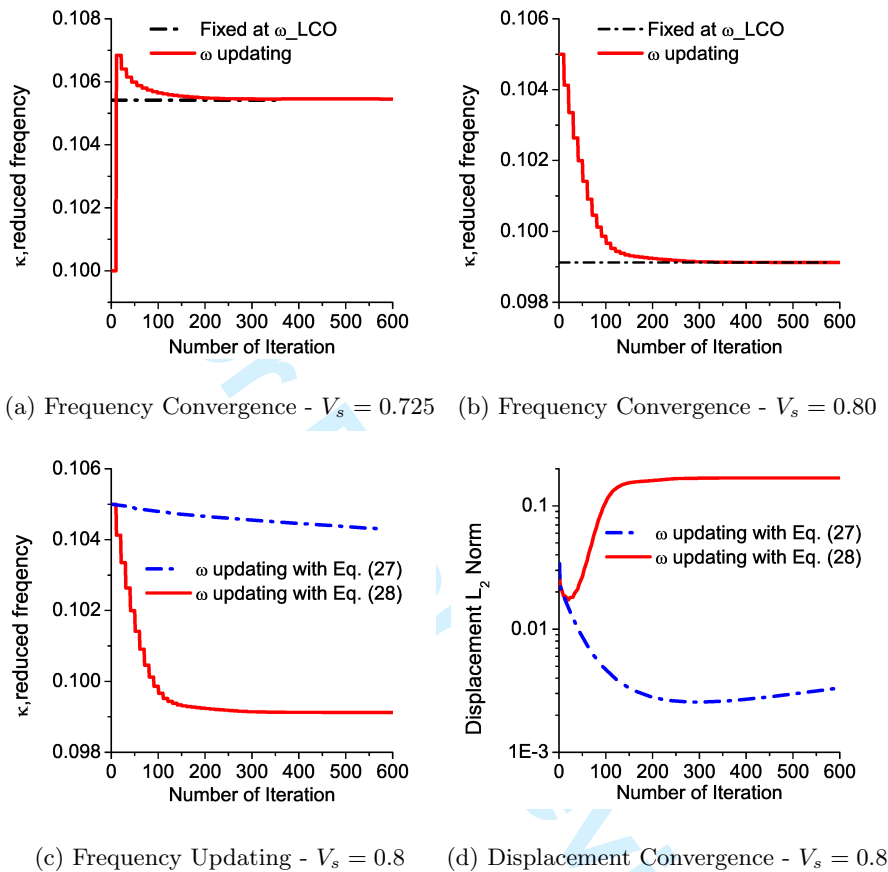 Fixed at ω_LCO
ω updating
0.108
0.106
0.104
0.102
0.100
κ,reduced freqency
0 100 200 300 400 500 600
Number of Iteration
(a) Frequency Convergence - Vₛ = 0.725
Fixed at ω_LCO
ω updating
0.106
0.104
0.102
0.100
0.098
κ,reduced freqency
0 100 200 300 400 500 600
Number of Iteration
(b) Frequency Convergence - Vₛ = 0.80
0.106
0.104
0.102
0.100
0.098
κ,reduced freqency
ω updating with Eq. (27)
ω updating with Eq. (28)
0 100 200 300 400 500 600
Number of Iteration
(c) Frequency Updating - Vₛ = 0.8
0.1
0.01
1E-3
Displacement L₂ Norm
ω updating with Eq. (27)
ω updating with Eq. (28)
0 100 200 300 400 500 600
Number of Iteration
(d) Displacement Convergence - Vₛ = 0.8